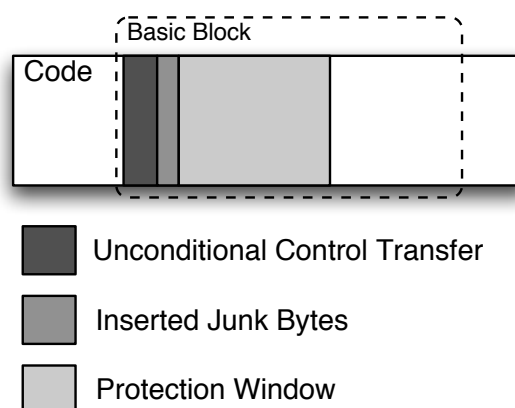 Basic Block
Code
Unconditional Control Transfer
Inserted Junk Bytes
Protection Window